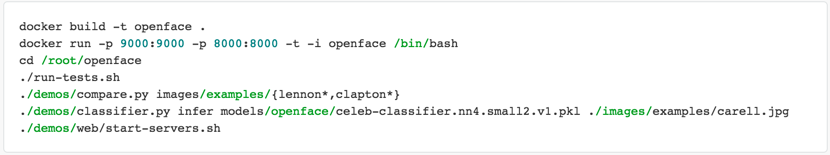 docker build -t openface .
docker run -p 9000:9000 -p 8000:8000 -t -i openface /bin/bash
cd /root/openface
./run-tests.sh
./demos/compare.py images/examples/{lennon*,clapton*}
./demos/classifier.py infer models/openface/celeb-classifier.nn4.small2.v1.pkl ./images/examples/carell.jpg
./demos/web/start-servers.sh